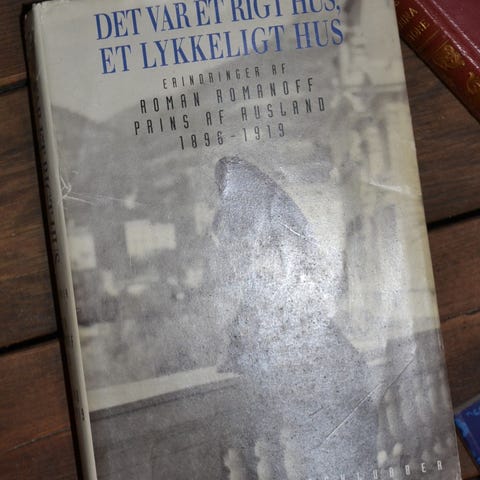 DET VAR ET RIGT HUS,
ET LYKKELIGT HUS
ERINDRINGER AF
ROMAN ROMANOFF
PRINS AF RUSLAND
1896-1919